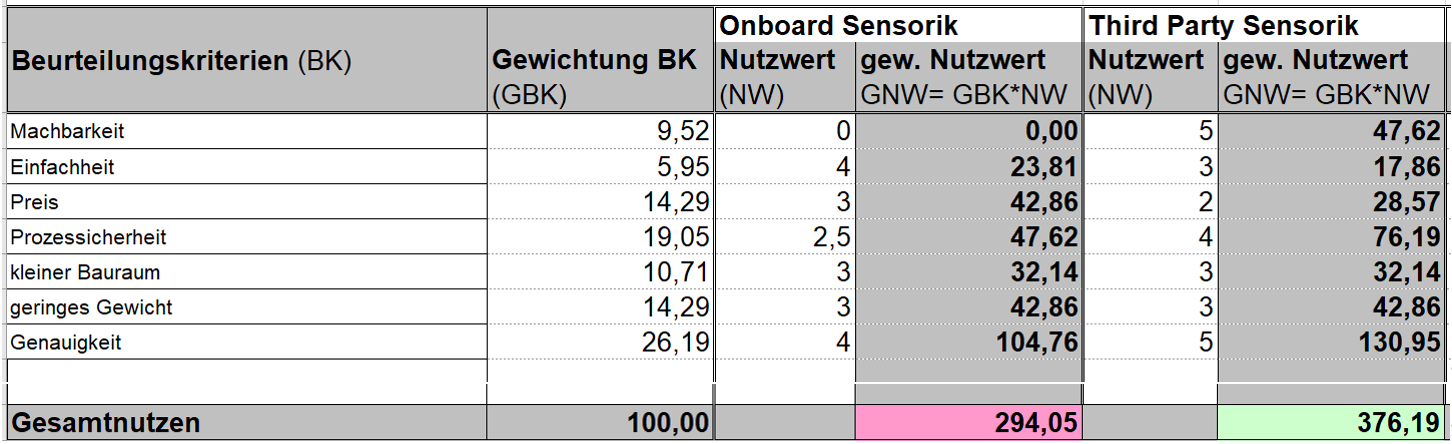 Onboard Sensorik Third Party Sensorik
Beurteilungskriterien (BK) Gewichtung BK Nutzwert gew. Nutzwert Nutzwert gew. Nutzwert
(GBK) (NW) GNW= GBK*NW (NW) GNW= GBK*NW
Machbarkeit 9,52 0 0,00 5 47,62
Einfachheit 5,95 4 23,81 3 17,86
Preis 14,29 3 42,86 2 28,57
Prozessicherheit 19,05 2,5 47,62 4 76,19
kleiner Bauraum 10,71 3 32,14 3 32,14
geringes Gewicht 14,29 3 42,86 3 42,86
Genauigkeit 26,19 4 104,76 5 130,95
Gesamtnutzen 100,00 294,05 376,19